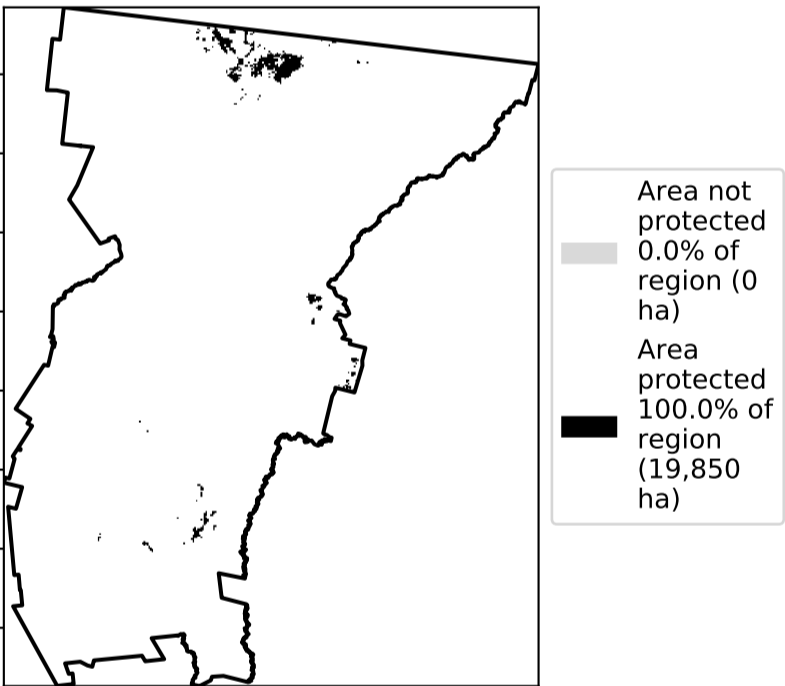 Area not
protected
0.0% of
region (0
ha)
Area
protected
100.0% of
region
(19,850
ha)